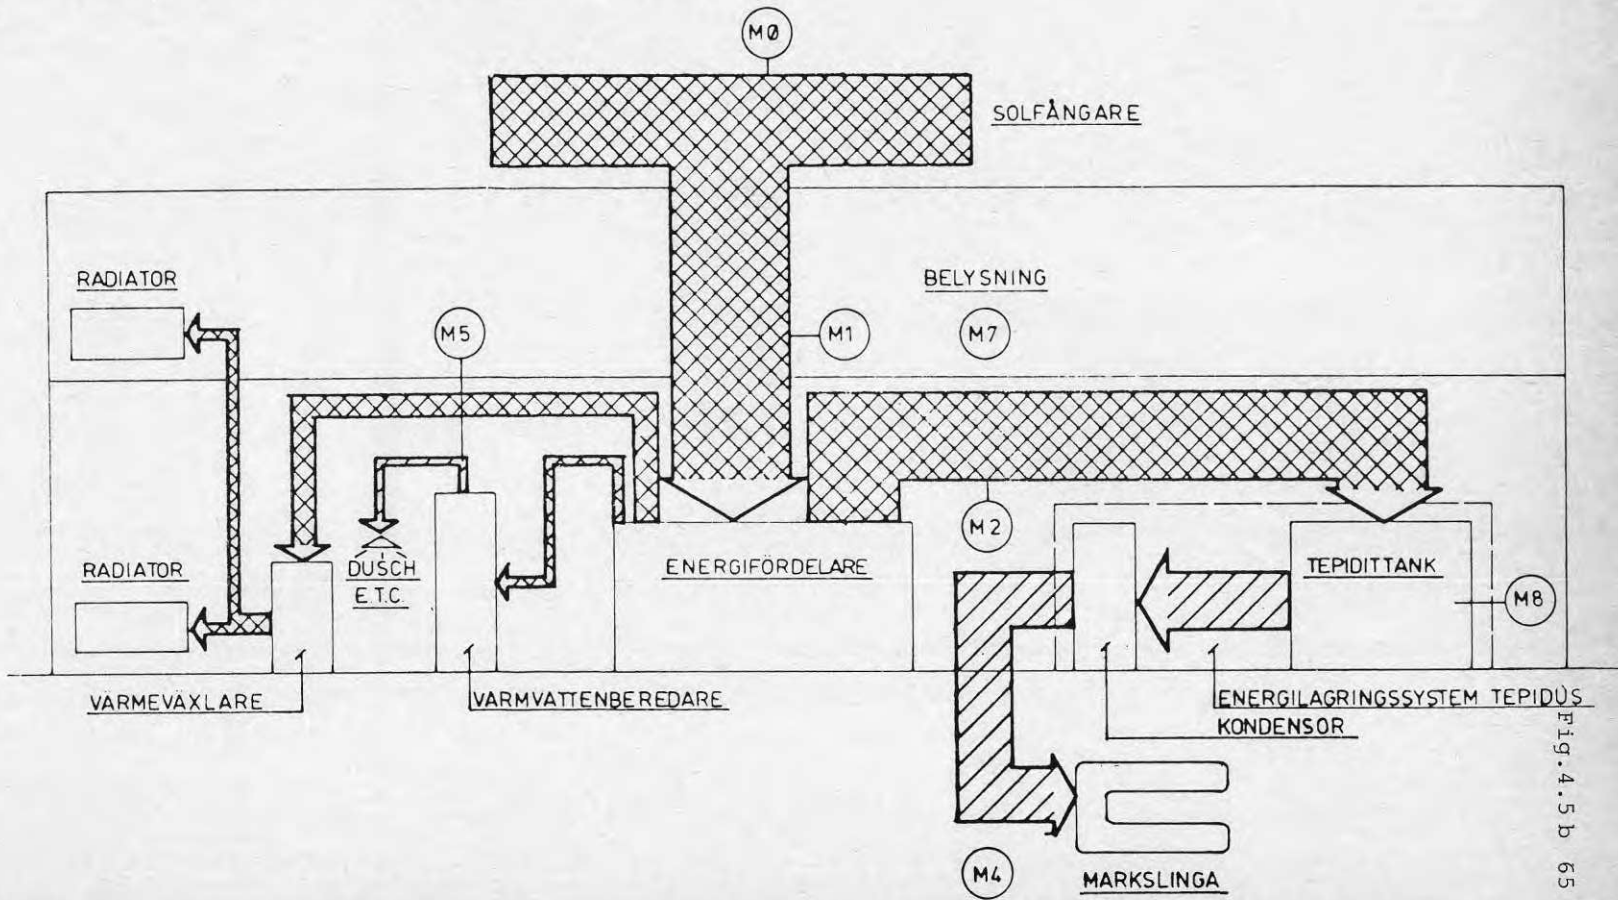 MØ
SOLFÅNGARE
RADIATOR
BELYSNING
M5
M1
M7
M2
RADIATOR
DUSCH
E.T.C.
ENERGIFÖRDELARE
TEPIDITTANK
M8
VÄRMEVÄXLARE
VARMVATTENBEREDARE
ENERGILAGRINGSSYSTEM TEPIDUS
KONDENSOR
M4
MARKSLINGA
Fig.4.5b 65